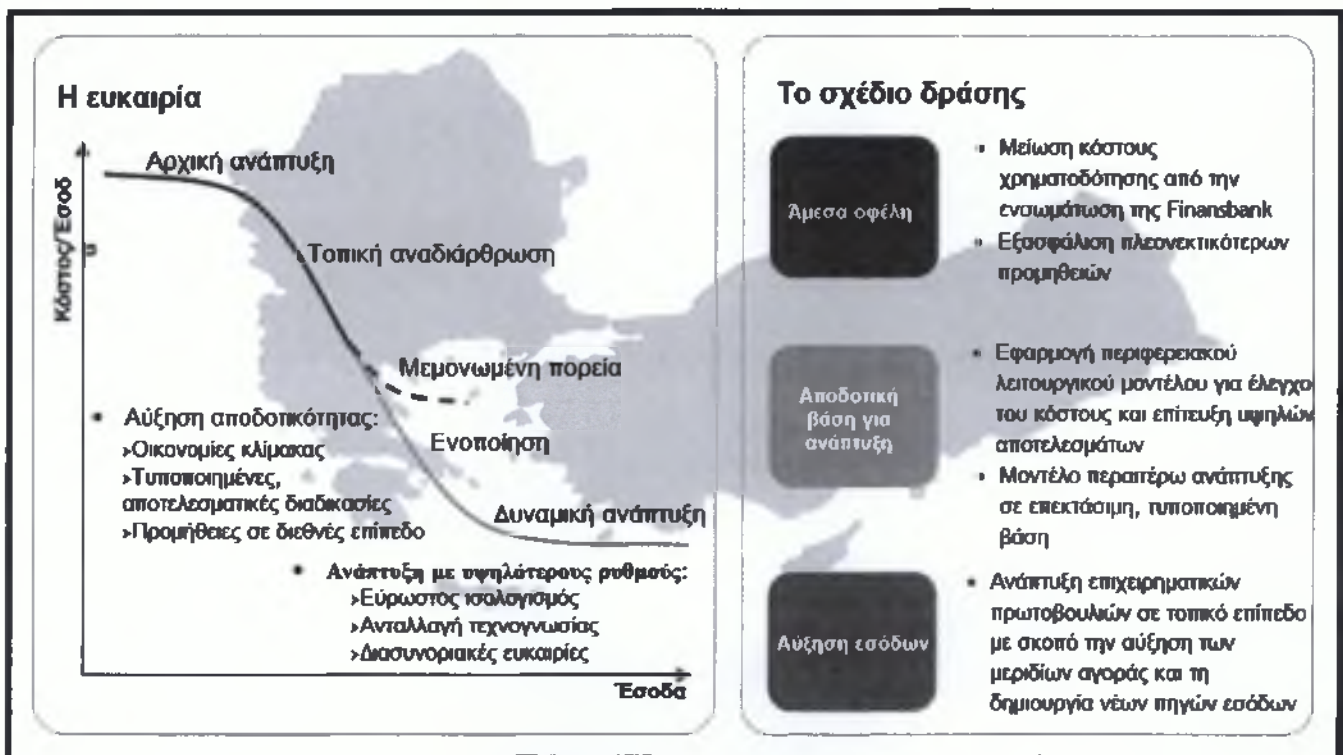 Η ευκαιρία
Κόστος/Έσοδ
α
Αρχική ανάπτυξη
Τοπική αναδιάρθρωση
Μεμονωμένη πορεία
• Αύξηση αποδοτικότητας:
›Οικονομίες κλίμακας
›Τυποποιημένες,
αποτελεσματικές διαδικασίες
›Προμήθειες σε διεθνές επίπεδο
Ενοποίηση
Δυναμική ανάπτυξη
• Ανάπτυξη με υψηλότερους ρυθμούς:
›Εύρωστος ισολογισμός
›Ανταλλαγή τεχνογνωσίας
›Διασυνοριακές ευκαιρίες
Έσοδα
Το σχέδιο δράσης
Άμεσα οφέλη
• Μείωση κόστους
χρηματοδότησης από την
ενσωμάτωση της Finansbank
• Εξασφάλιση πλεονεκτικότερων
προμηθειών
Αποδοτική
βάση για
ανάπτυξη
• Εφαρμογή περιφερειακού
λειτουργικού μοντέλου για έλεγχο
του κόστους και επίτευξη υψηλών
αποτελεσμάτων
• Μοντέλο περαιτέρω ανάπτυξης
σε επεκτάσιμη, τυποποιημένη
βάση
Αύξηση εσόδων
• Ανάπτυξη επιχειρηματικών
πρωτοβουλιών σε τοπικό επίπεδο
με σκοπό την αύξηση των
μεριδίων αγοράς και τη
δημιουργία νέων πηγών εσόδων